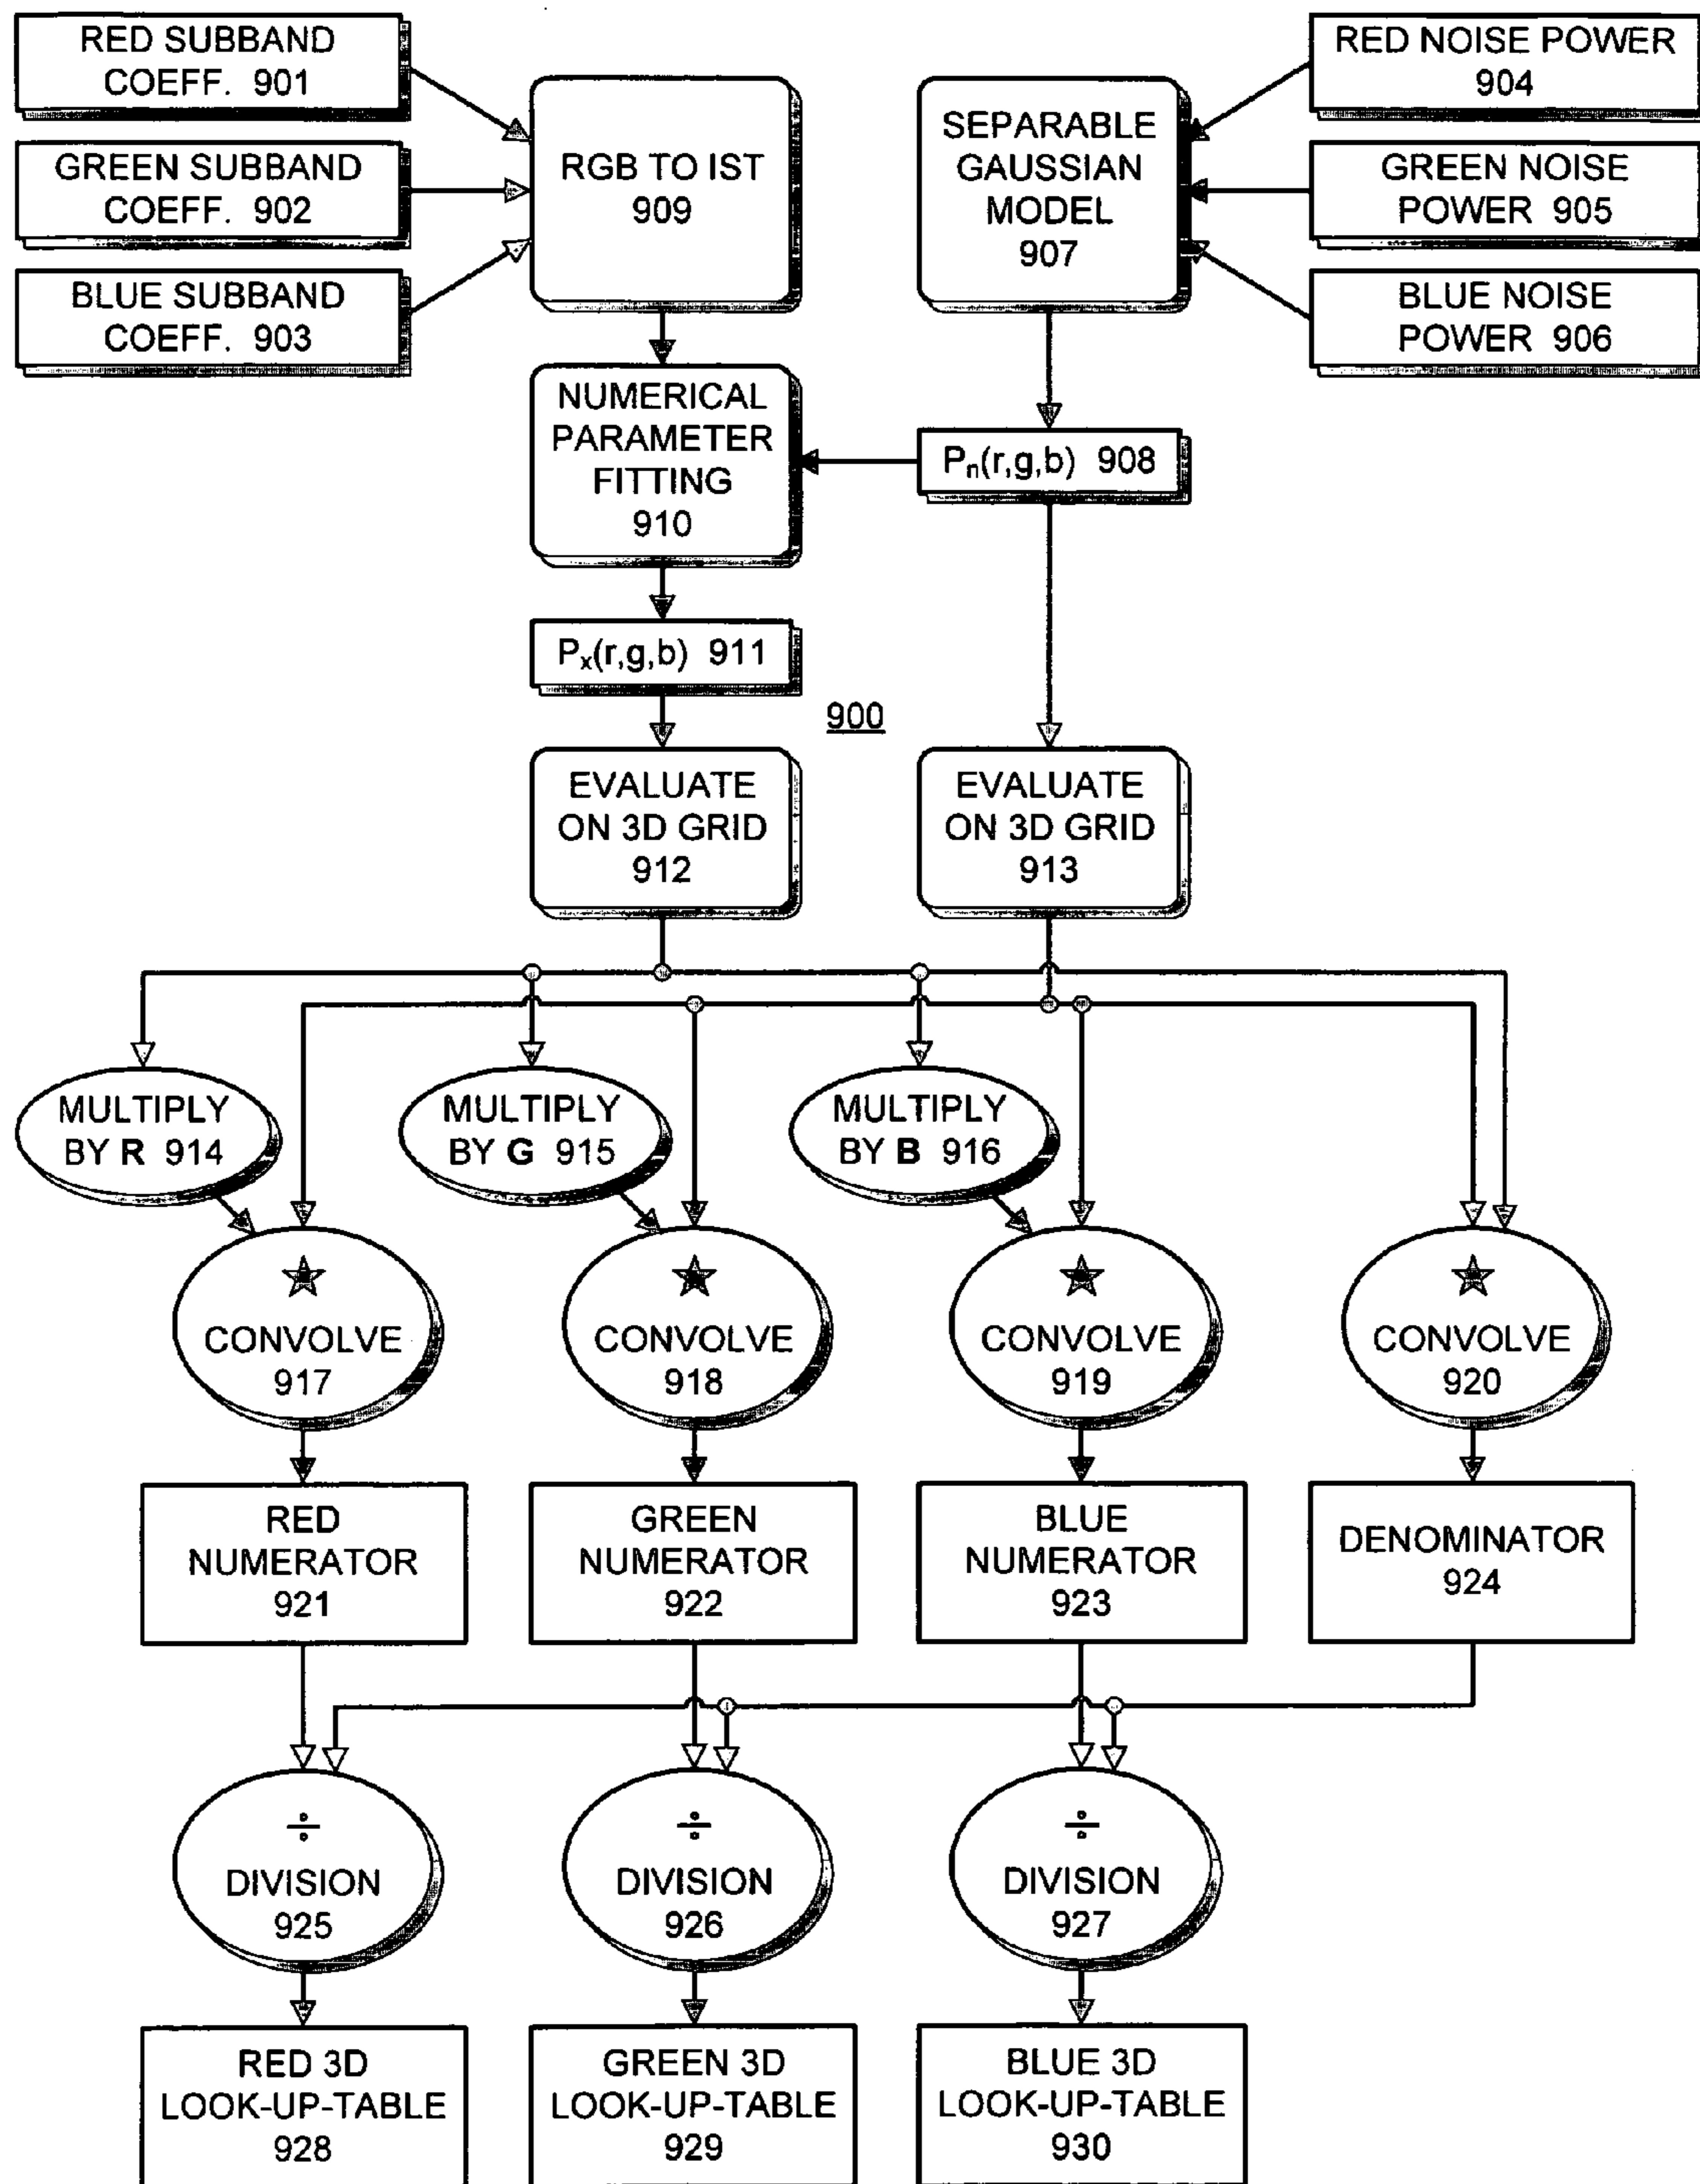 RED SUBBAND
COEFF. 901
GREEN SUBBAND
COEFF. 902
BLUE SUBBAND
COEFF. 903
RGB TO IST
909
SEPARABLE
GAUSSIAN
MODEL
907
RED NOISE POWER
904
GREEN NOISE
POWER 905
BLUE NOISE
POWER 906
NUMERICAL
PARAMETER
FITTING
910
Pn(r,g,b) 908
Px(r,g,b) 911
900
EVALUATE
ON 3D GRID
912
EVALUATE
ON 3D GRID
913
MULTIPLY
BY R 914
MULTIPLY
BY G 915
MULTIPLY
BY B 916
CONVOLVE
917
CONVOLVE
918
CONVOLVE
919
CONVOLVE
920
RED
NUMERATOR
921
GREEN
NUMERATOR
922
BLUE
NUMERATOR
923
DENOMINATOR
924
÷
DIVISION
925
÷
DIVISION
926
÷
DIVISION
927
RED 3D
LOOK-UP-TABLE
928
GREEN 3D
LOOK-UP-TABLE
929
BLUE 3D
LOOK-UP-TABLE
930